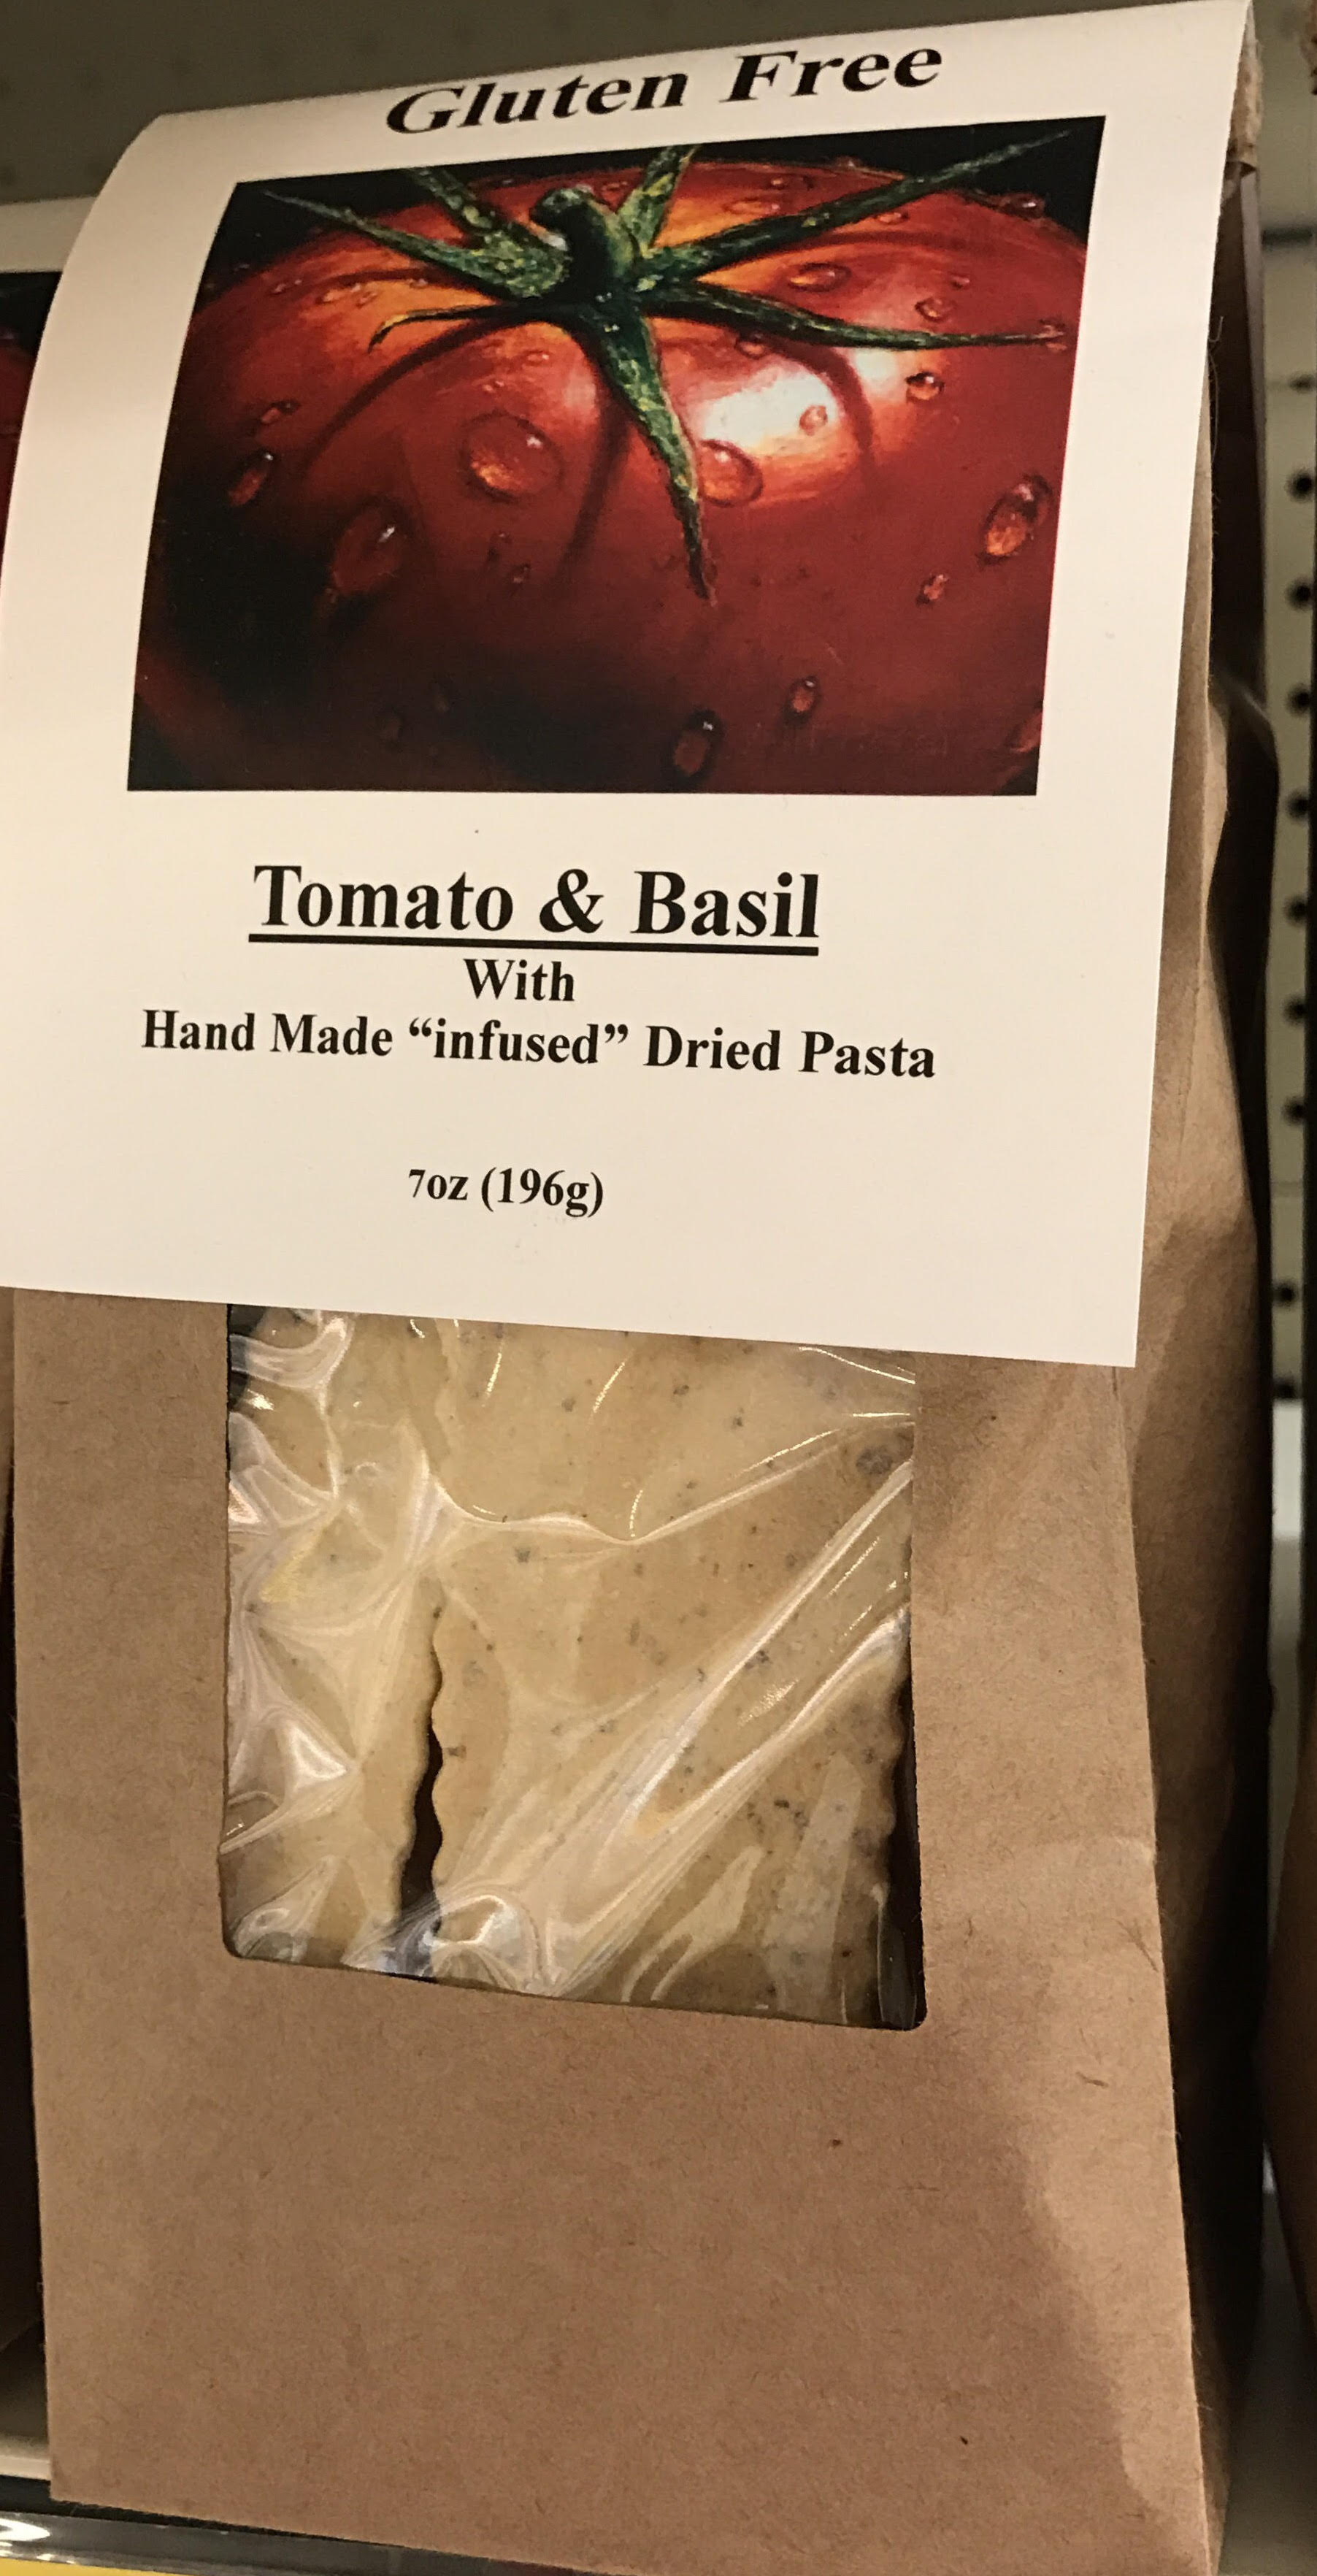 Gluten Free
Tomato & Basil
With
Hand Made “infused” Dried Pasta
7oz (196g)